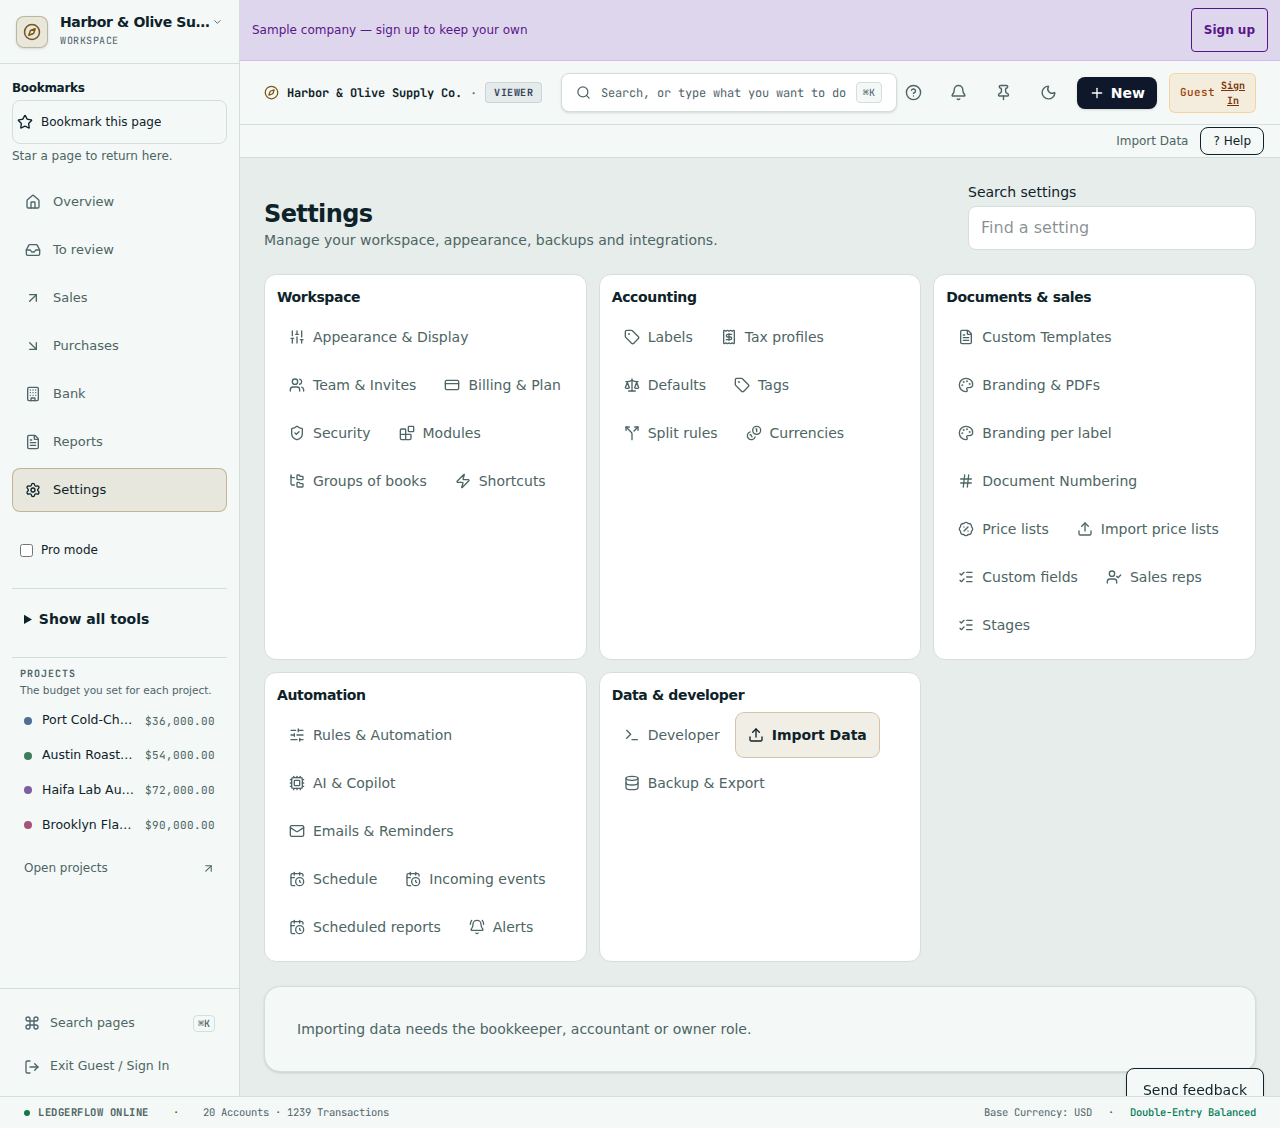 Harbor & Olive Su...
WORKSPACE
Bookmarks
Bookmark this page
Star a page to return here.
Overview
To review
Sales
Purchases
Bank
Reports
Settings
Pro mode
Show all tools
PROJECTS
The budget you set for each project.
Port Cold-Ch... $36,000.00
Austin Roast... $54,000.00
Haifa Lab Au... $72,000.00
Brooklyn Fla... $90,000.00
Open projects
Search pages ⌘K
Exit Guest / Sign In
Sample company — sign up to keep your own
Sign up
Harbor & Olive Supply Co. · VIEWER
Search, or type what you want to do ⌘K
New
Guest Sign In
Import Data
? Help
Settings
Manage your workspace, appearance, backups and integrations.
Search settings
Find a setting
Workspace
Appearance & Display
Team & Invites Billing & Plan
Security Modules
Groups of books Shortcuts
Accounting
Labels Tax profiles
Defaults Tags
Split rules Currencies
Documents & sales
Custom Templates
Branding & PDFs
Branding per label
Document Numbering
Price lists Import price lists
Custom fields Sales reps
Stages
Automation
Rules & Automation
AI & Copilot
Emails & Reminders
Schedule Incoming events
Scheduled reports Alerts
Data & developer
Developer Import Data
Backup & Export
Importing data needs the bookkeeper, accountant or owner role.
Send feedback
LEDGERFLOW ONLINE · 20 Accounts · 1239 Transactions
Base Currency: USD · Double-Entry Balanced